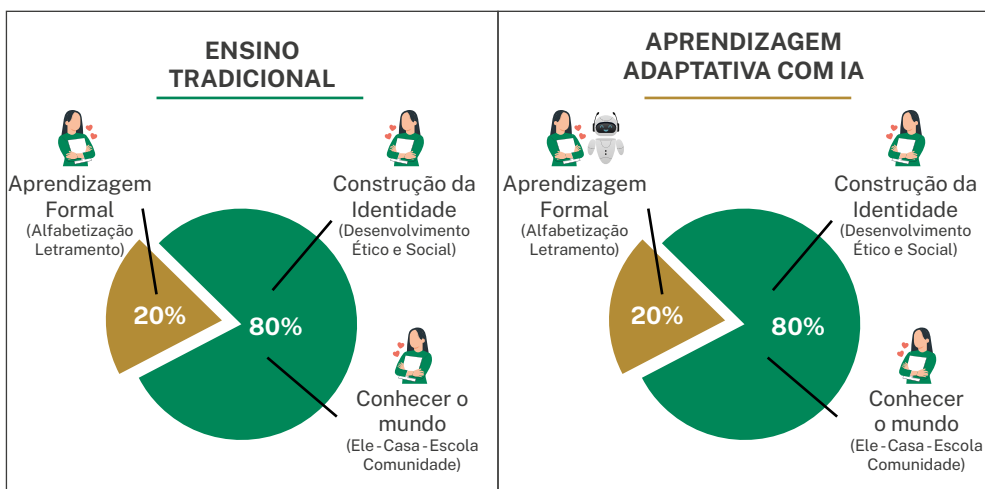 ENSINO
TRADICIONAL
Aprendizagem
Formal
(Alfabetização
Letramento)
Construção da
Identidade
(Desenvolvimento
Ético e Social)
20%
80%
Conhecer o
mundo
(Ele - Casa - Escola
Comunidade)
APRENDIZAGEM
ADAPTATIVA COM IA
Aprendizagem
Formal
(Alfabetização
Letramento)
Construção da
Identidade
(Desenvolvimento
Ético e Social)
20%
80%
Conhecer
o mundo
(Ele - Casa - Escola
Comunidade)